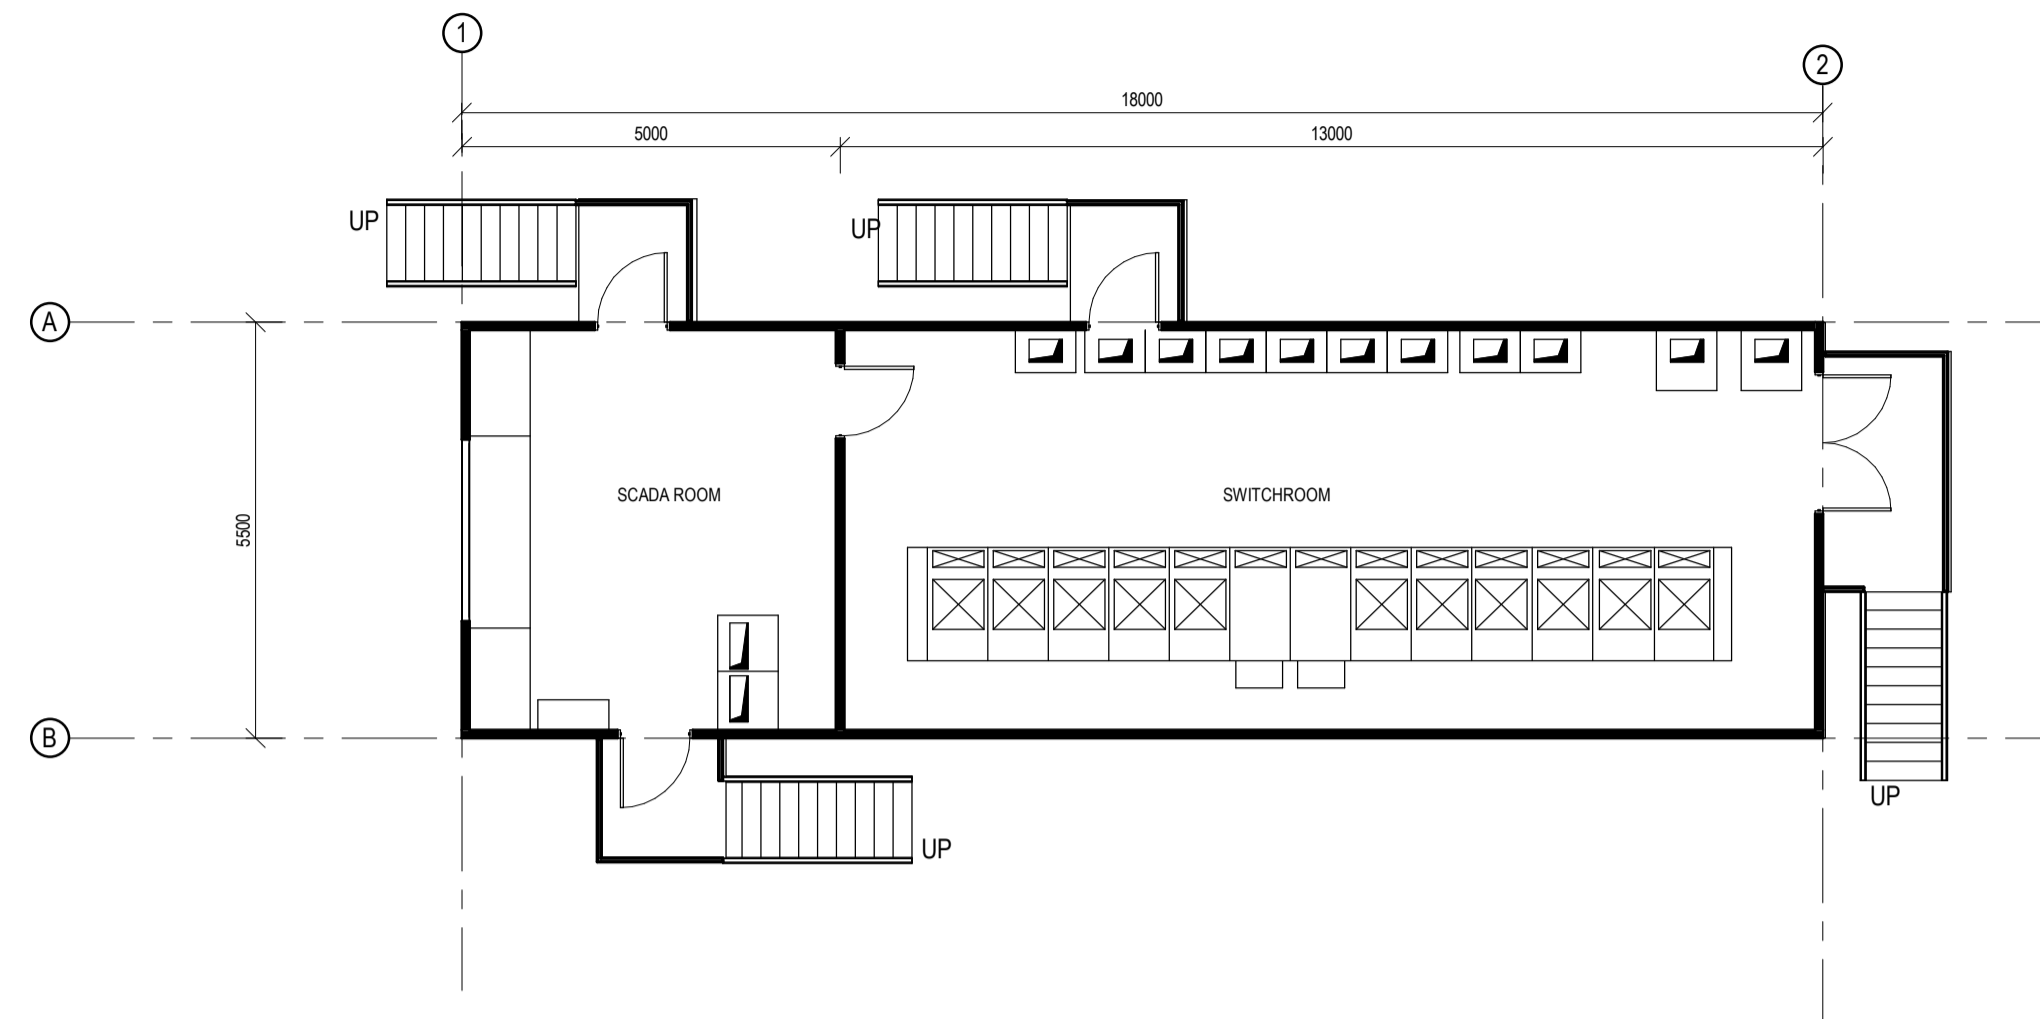 1
2
18000
5000
13000
UP
UP
A
SCADA ROOM
SWITCHROOM
5500
B
UP
UP